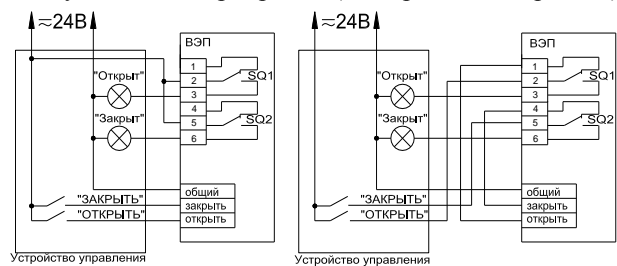 ≈24В
ВЭП
"Открыт"
1
2
SQ1
3
"Закрыт"
4
5
SQ2
6
общий
"ЗАКРЫТЬ"
закрыть
"ОТКРЫТЬ"
открыть
Устройство управления
≈24В
ВЭП
"Открыт"
1
2
SQ1
3
"Закрыт"
4
5
SQ2
6
общий
"ЗАКРЫТЬ"
закрыть
"ОТКРЫТЬ"
открыть
Устройство управления